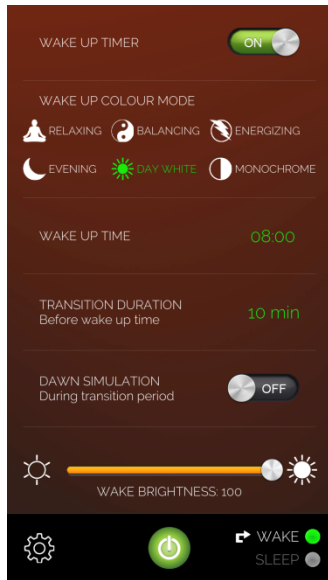 WAKE UP TIMER ON
WAKE UP COLOUR MODE
RELAXING BALANCING ENERGIZING
EVENING DAY WHITE MONOCHROME
WAKE UP TIME 08:00
TRANSITION DURATION
Before wake up time
10 min
DAWN SIMULATION
During transition period
OFF
WAKE BRIGHTNESS: 100
WAKE
SLEEP